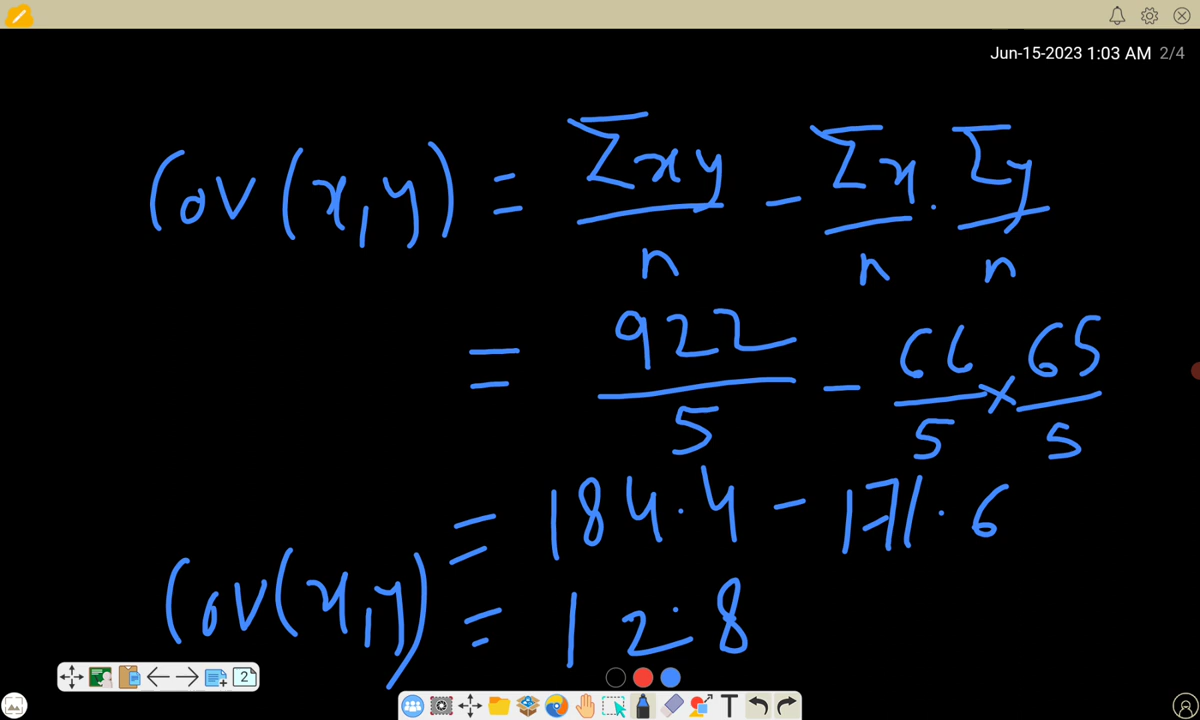 Jun-15-2023 1:03 AM 2/4
Cov(x,y) = Σxy/n - Σx/n . Σy/n
= 922/5 - 66/5 × 65/5
= 184.4 - 171.6
Cov(x,y) = 12.8
2